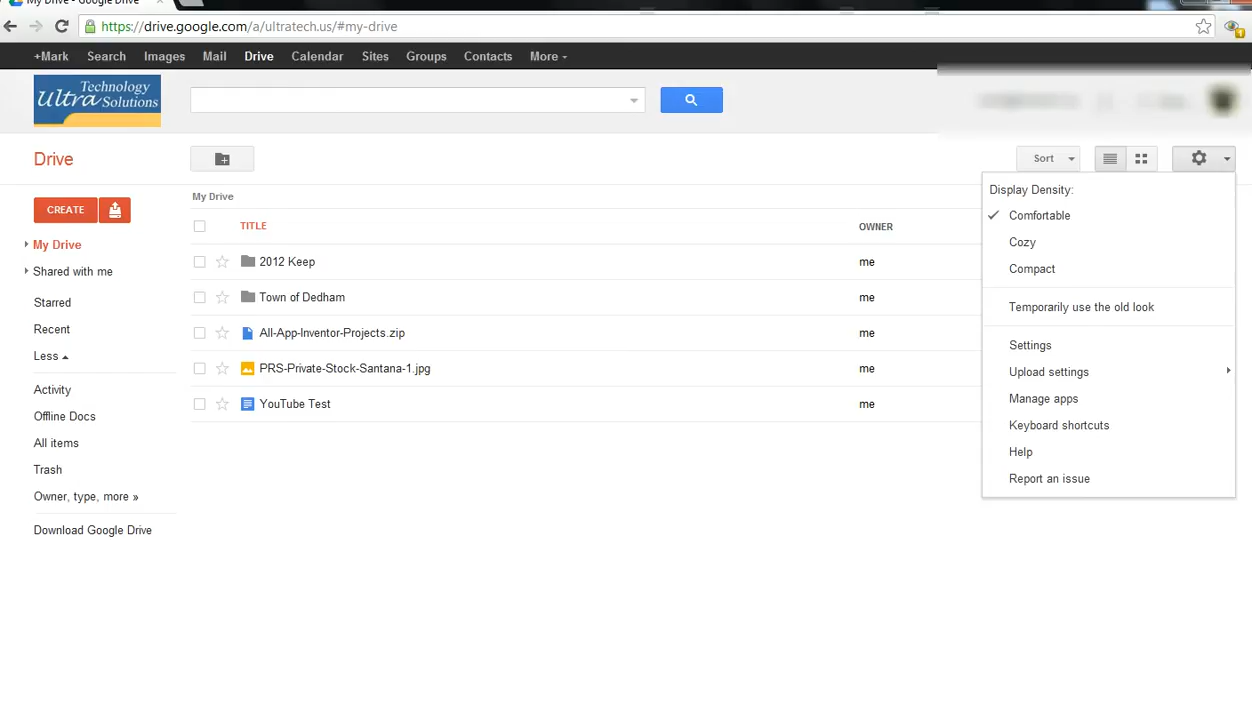 My Drive - Google Drive
https://drive.google.com/a/ultratech.us/#my-drive
+Mark Search Images Mail Drive Calendar Sites Groups Contacts More
Ultra Technology Solutions
Drive
Sort
CREATE
My Drive
Shared with me
Starred
Recent
Less
Activity
Offline Docs
All items
Trash
Owner, type, more »
Download Google Drive
My Drive
TITLE OWNER
2012 Keep me
Town of Dedham me
All-App-Inventor-Projects.zip me
PRS-Private-Stock-Santana-1.jpg me
YouTube Test me
Display Density:
Comfortable
Cozy
Compact
Temporarily use the old look
Settings
Upload settings
Manage apps
Keyboard shortcuts
Help
Report an issue